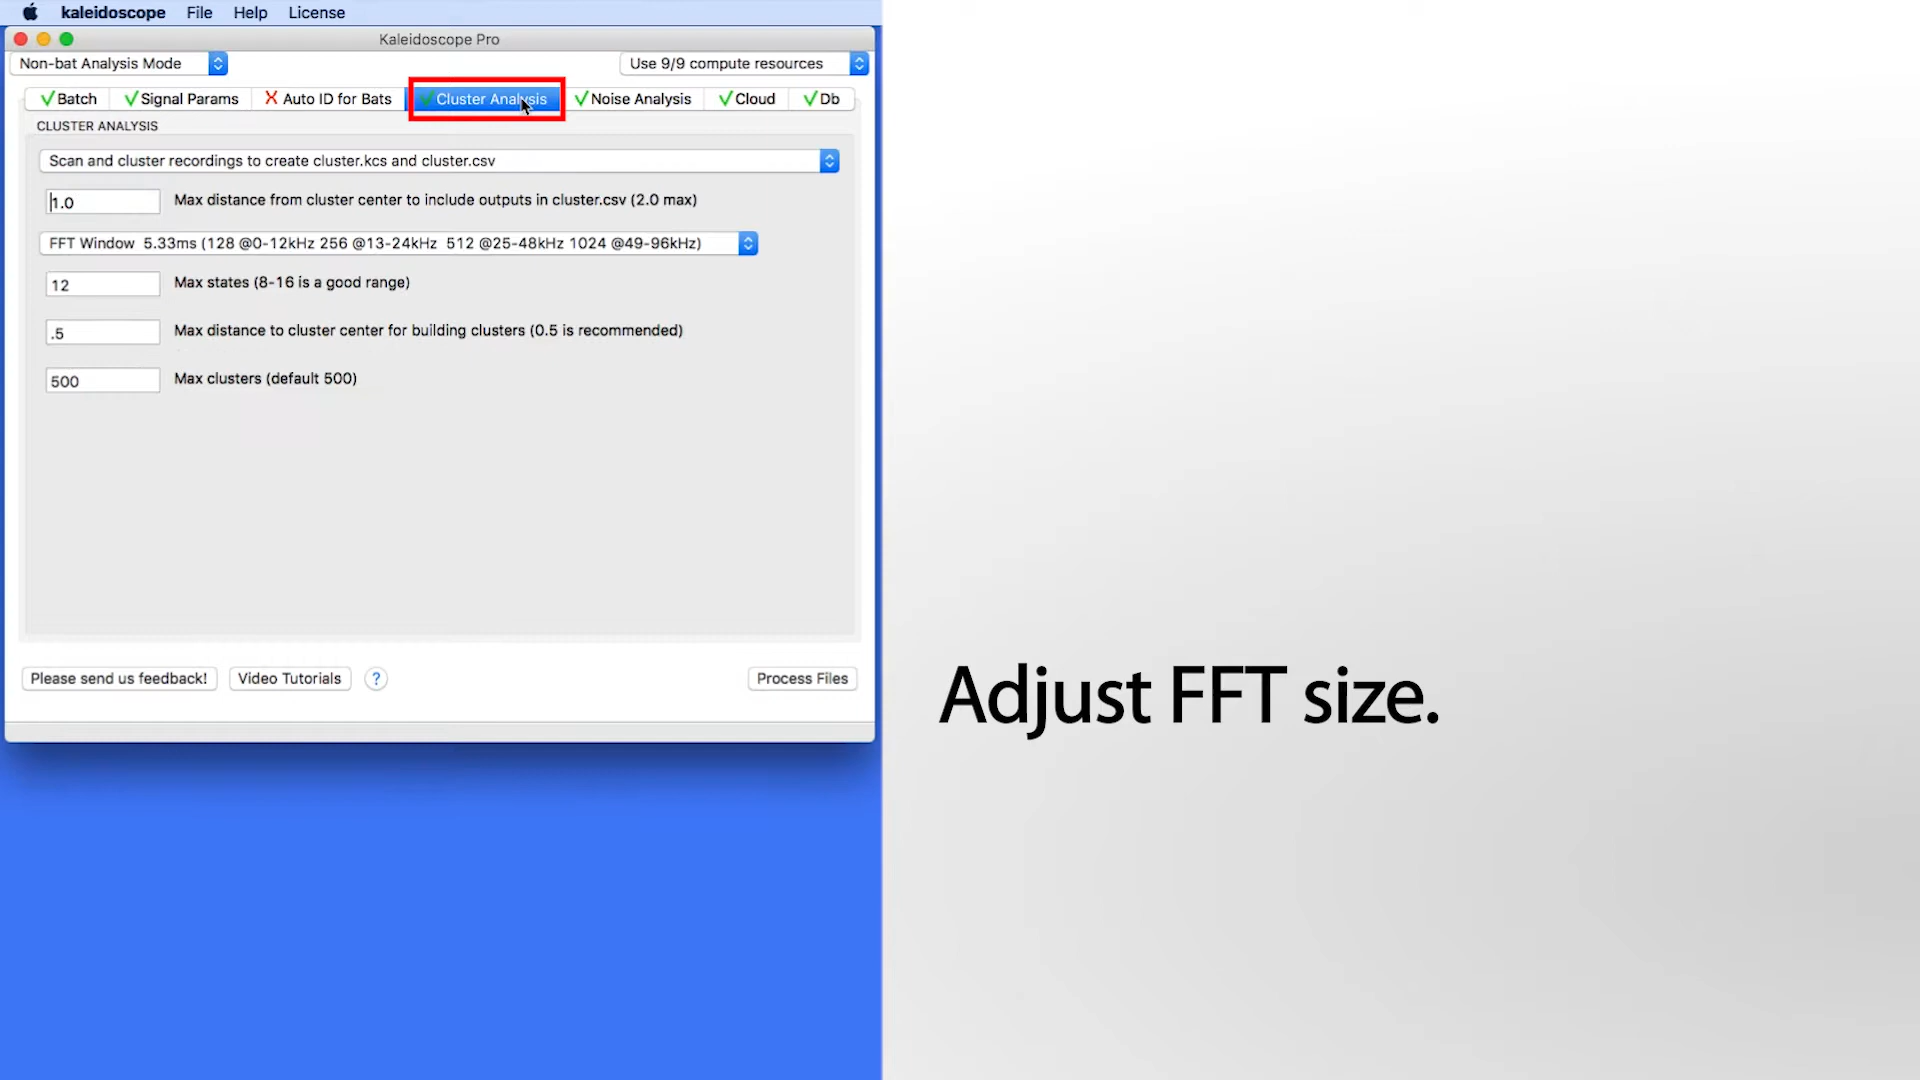 kaleidoscope File Help License
Kaleidoscope Pro
Non-bat Analysis Mode Use 9/9 compute resources
Batch Signal Params Auto ID for Bats Cluster Analysis Noise Analysis Cloud Db
CLUSTER ANALYSIS
Scan and cluster recordings to create cluster.kcs and cluster.csv
1.0 Max distance from cluster center to include outputs in cluster.csv (2.0 max)
FFT Window 5.33ms (128 @0-12kHz 256 @13-24kHz 512 @25-48kHz 1024 @49-96kHz)
12 Max states (8-16 is a good range)
.5 Max distance to cluster center for building clusters (0.5 is recommended)
500 Max clusters (default 500)
Please send us feedback! Video Tutorials ? Process Files
Adjust FFT size.